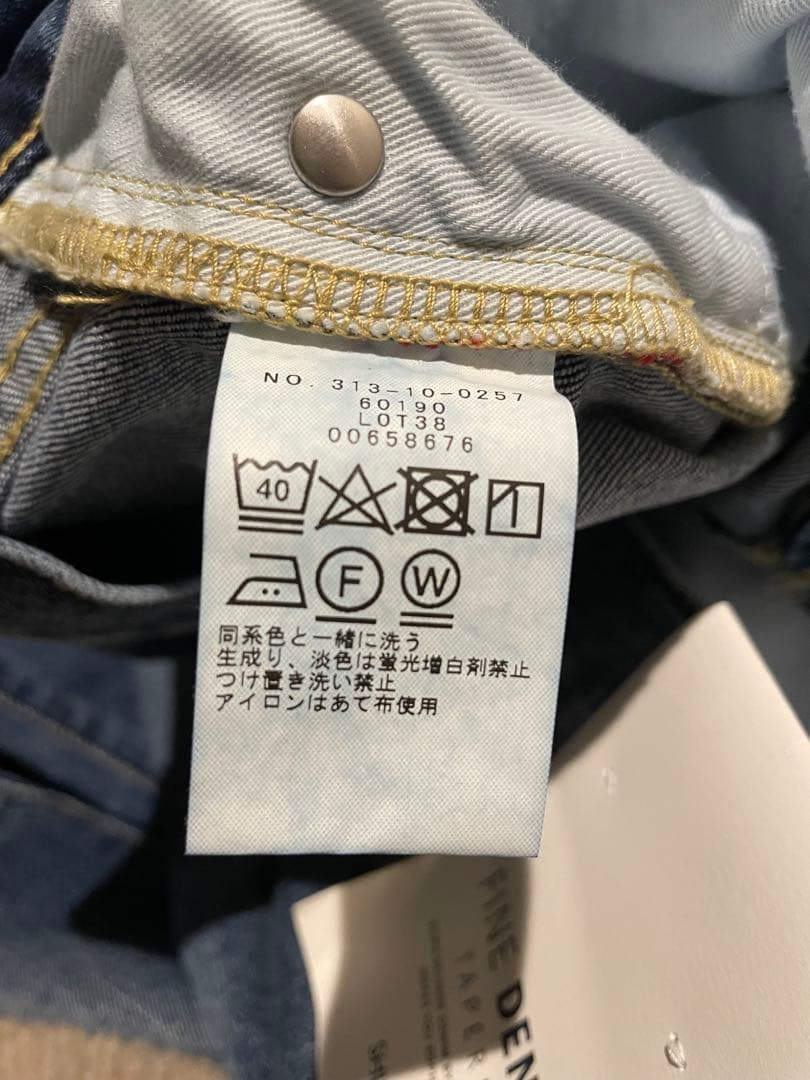 NO. 313-10-0257
60190
LOT38
00658676
40
F
W
同系色と一緒に洗う
生成り、淡色は蛍光増白剤禁止
つけ置き洗い禁止
アイロンはあて布使用
FINE DEN
TAPER